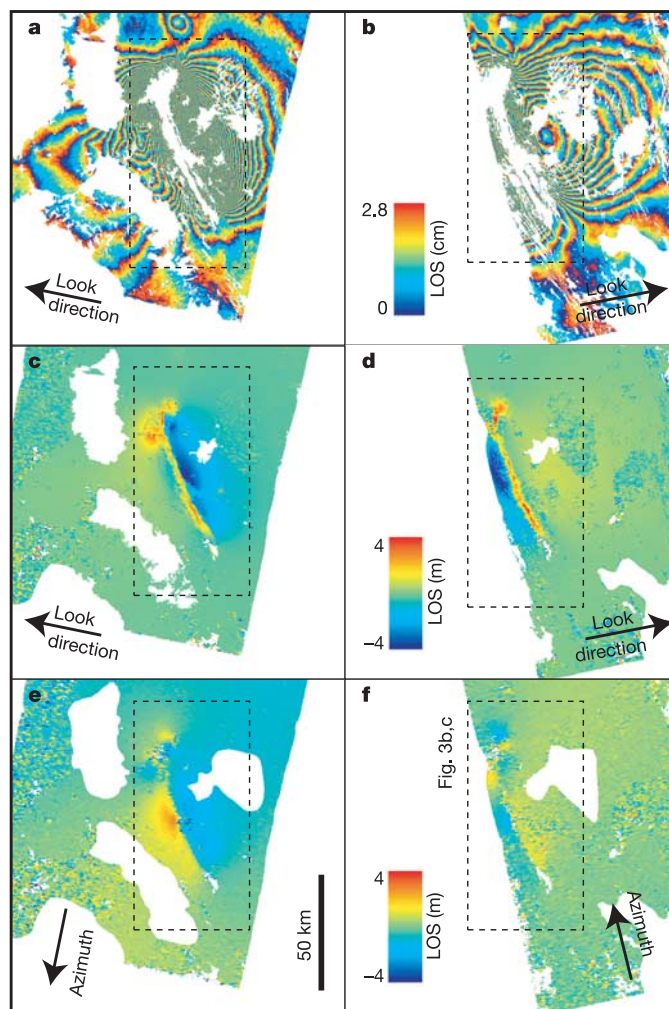 a
b
2.8
LOS (cm)
0
Look
direction
Look
direction
c
d
4
LOS (m)
−4
Look
direction
Look
direction
e
f
Fig. 3b,c
50 km
4
LOS (m)
−4
Azimuth
Azimuth